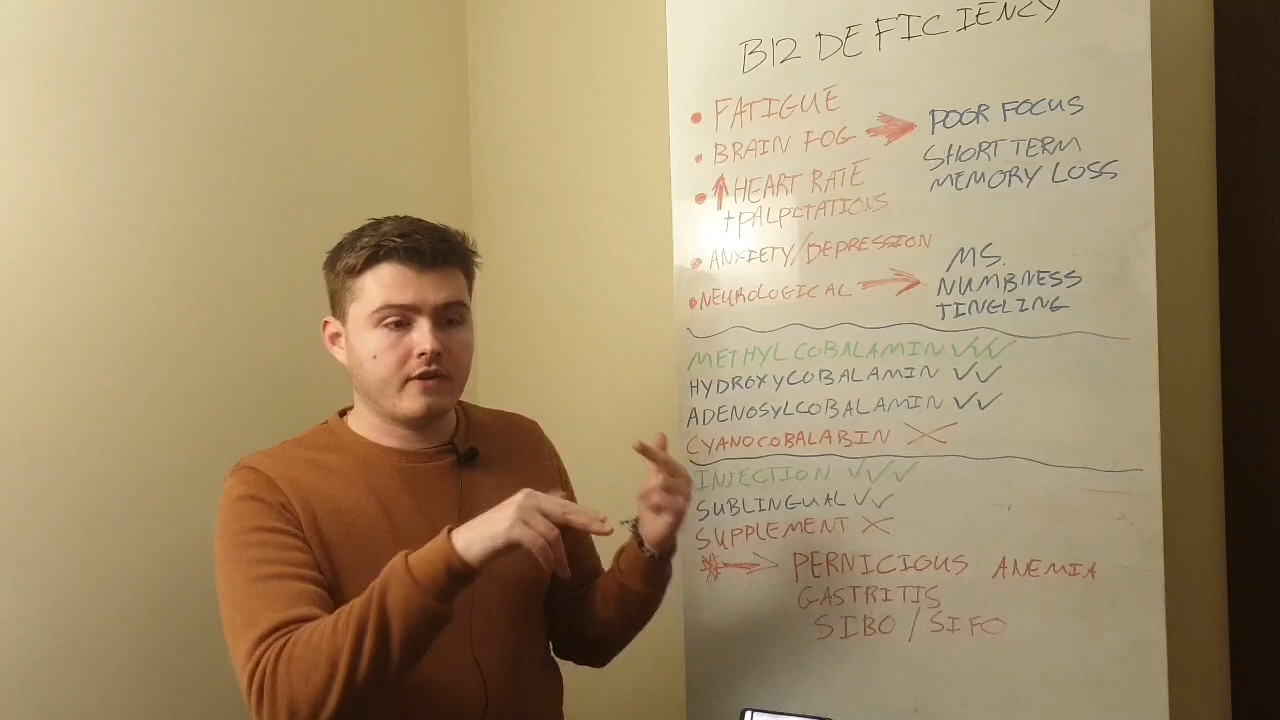 B12 DEFICIENCY
• FATIGUE
• BRAIN FOG → POOR FOCUS
SHORT TERM
MEMORY LOSS
• ↑ HEART RATE
+ PALPITATIONS
• ANXIETY/DEPRESSION
• NEUROLOGICAL → MS.
NUMBNESS
TINGLING
METHYLCOBALAMIN ✓✓✓
HYDROXYCOBALAMIN ✓✓
ADENOSYLCOBALAMIN ✓✓
CYANOCOBALABIN ✗
INJECTION ✓✓✓
SUBLINGUAL ✓✓
SUPPLEMENT ✗
* → PERNICIOUS ANEMIA
GASTRITIS
SIBO / SIFO